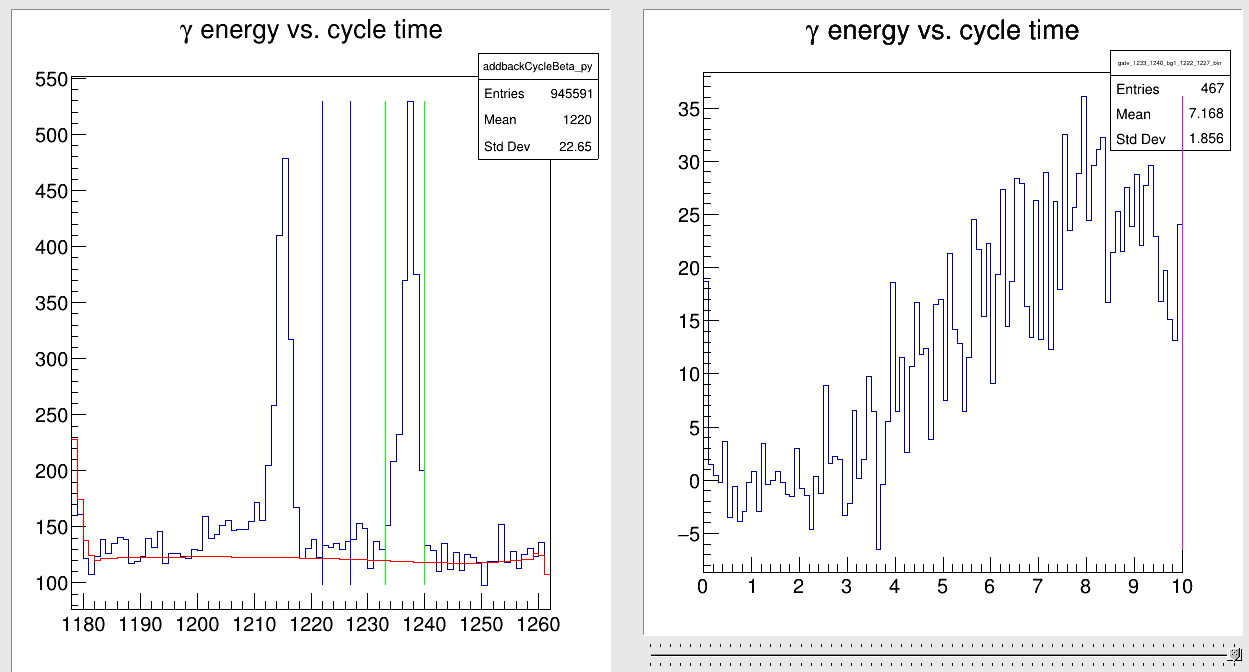 γ energy vs. cycle time
addbackCycleBeta_py
Entries 945591
Mean 1220
Std Dev 22.65
550
500
450
400
350
300
250
200
150
100
1180 1190 1200 1210 1220 1230 1240 1250 1260
γ energy vs. cycle time
gate_1233_1240_bg1_1222_1227_bin
Entries 467
Mean 7.168
Std Dev 1.856
35
30
25
20
15
10
5
0
−5
0 1 2 3 4 5 6 7 8 9 10